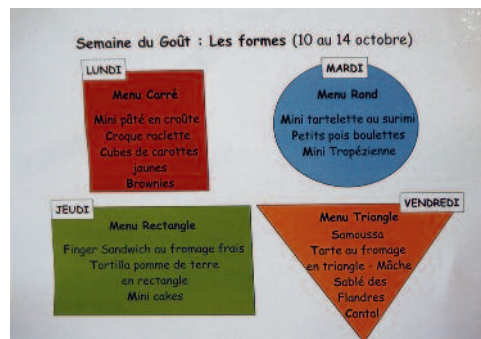 Semaine du Goût : Les formes (10 au 14 octobre)
LUNDI
Menu Carré
Mini pâté en croûte
Croque raclette
Cubes de carottes
jaunes
Brownies
MARDI
Menu Rond
Mini tartelette au surimi
Petits pois boulettes
Mini Tropézienne
JEUDI
Menu Rectangle
Finger Sandwich au fromage frais
Tortilla pomme de terre
en rectangle
Mini cakes
VENDREDI
Menu Triangle
Samoussa
Tarte au fromage
en triangle - Mâche
Sablé des
Flandres
Cantal